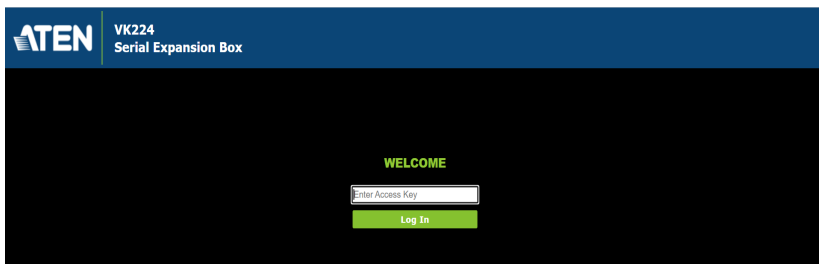 ATEN
VK224
Serial Expansion Box
WELCOME
Enter Access Key
Log In